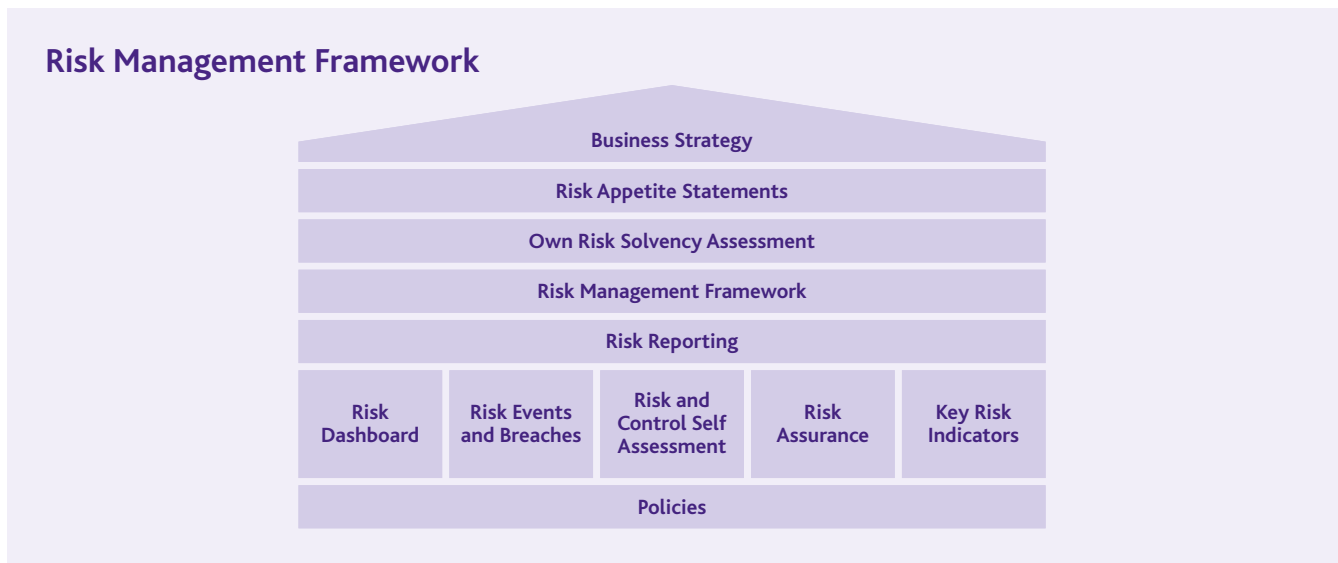 Risk Management Framework
Business Strategy
Risk Appetite Statements
Own Risk Solvency Assessment
Risk Management Framework
Risk Reporting
Risk
Dashboard
Risk Events
and Breaches
Risk and
Control Self
Assessment
Risk
Assurance
Key Risk
Indicators
Policies